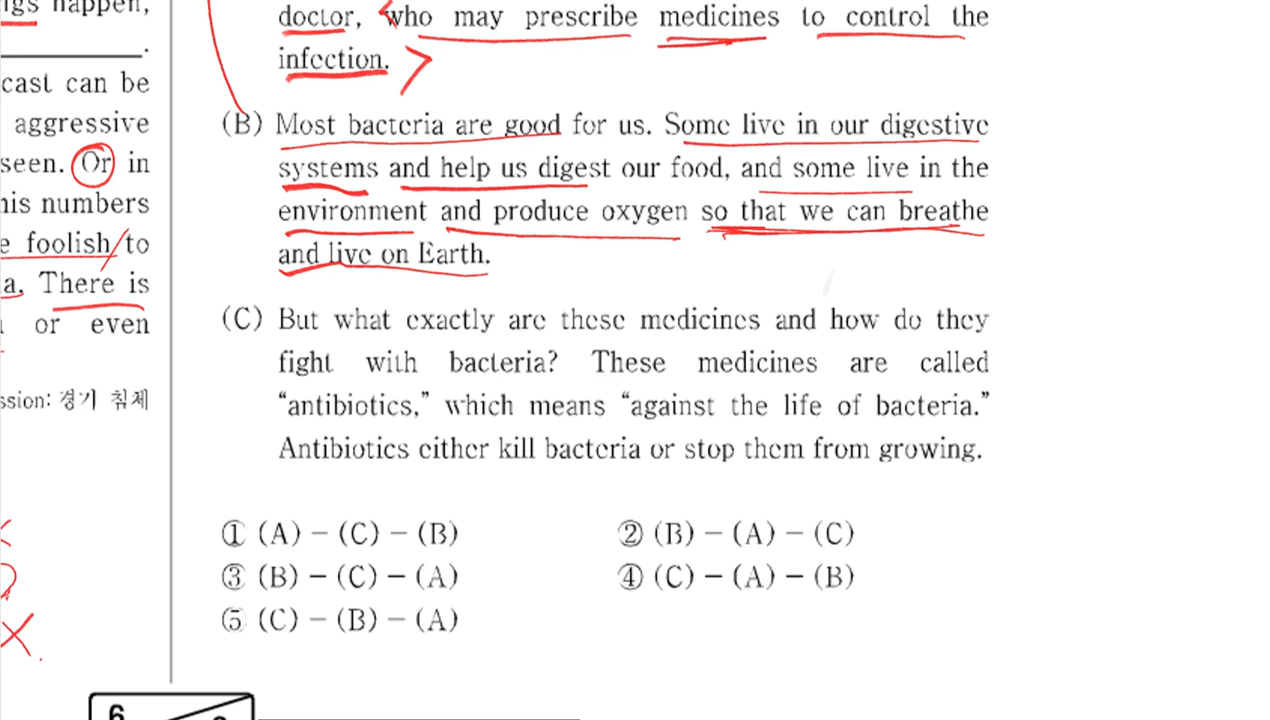 ngs happen,
.
cast can be
aggressive
seen. Or in
his numbers
e foolish to
a. There is
or even
ssion: 경기 침체
doctor, who may prescribe medicines to control the
infection.
(B) Most bacteria are good for us. Some live in our digestive
systems and help us digest our food, and some live in the
environment and produce oxygen so that we can breathe
and live on Earth.
(C) But what exactly are these medicines and how do they
fight with bacteria? These medicines are called
“antibiotics,” which means “against the life of bacteria.”
Antibiotics either kill bacteria or stop them from growing.
① (A) – (C) – (B)
② (B) – (A) – (C)
③ (B) – (C) – (A)
④ (C) – (A) – (B)
⑤ (C) – (B) – (A)
6